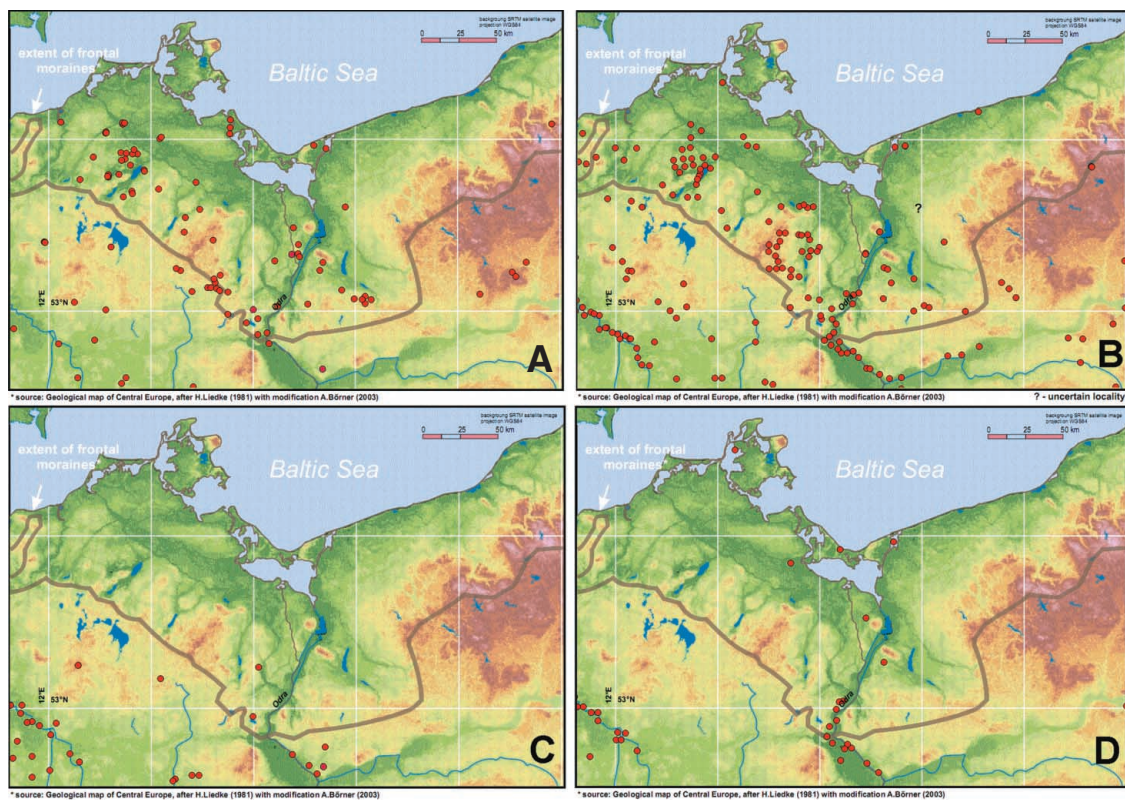 backgroung SRTM satellite image
projection WGS84
0 25 50 km
extent of frontal
moraines*
Baltic Sea
Odra
12°E
53°N
A
* source: Geological map of Central Europe, after H.Liedke (1981) with modification A.Börner (2003)
backgroung SRTM satellite image
projection WGS84
0 25 50 km
extent of frontal
moraines*
Baltic Sea
?
Odra
12°E
53°N
B
* source: Geological map of Central Europe, after H.Liedke (1981) with modification A.Börner (2003)
? - uncertain locality
backgroung SRTM satellite image
projection WGS84
0 25 50 km
extent of frontal
moraines*
Baltic Sea
Odra
12°E
53°N
C
* source: Geological map of Central Europe, after H.Liedke (1981) with modification A.Börner (2003)
backgroung SRTM satellite image
projection WGS84
0 25 50 km
extent of frontal
moraines*
Baltic Sea
Odra
12°E
53°N
D
* source: Geological map of Central Europe, after H.Liedke (1981) with modification A.Börner (2003)